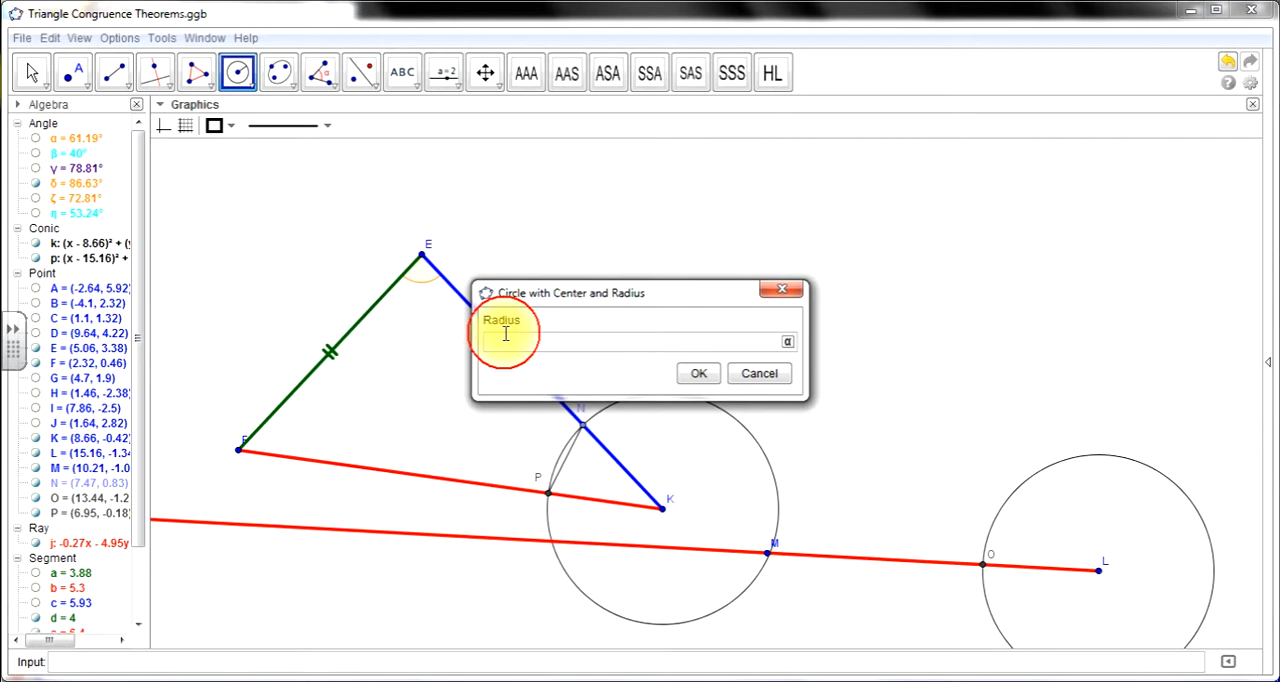 Triangle Congruence Theorems.ggb
File Edit View Options Tools Window Help
A
ABC
a=2
AAA AAS ASA SSA SAS SSS HL
Algebra
Graphics
Angle
α = 61.19°
β = 40°
γ = 78.81°
δ = 86.63°
ζ = 72.81°
η = 53.24°
Conic
k: (x - 8.66)² + (y
p: (x - 15.16)² +
Point
A = (-2.64, 5.92)
B = (-4.1, 2.32)
C = (1.1, 1.32)
D = (9.64, 4.22)
E = (5.06, 3.38)
F = (2.32, 0.46)
G = (4.7, 1.9)
H = (1.46, -2.38)
I = (7.86, -2.5)
J = (1.64, 2.82)
K = (8.66, -0.42)
L = (15.16, -1.34
M = (10.21, -1.0
N = (7.47, 0.83)
O = (13.44, -1.2
P = (6.95, -0.18)
Ray
j: -0.27x - 4.95y
Segment
a = 3.88
b = 5.3
c = 5.93
d = 4
E
F
N
P
K
M
O
L
Circle with Center and Radius
Radius
α
OK Cancel
Input: